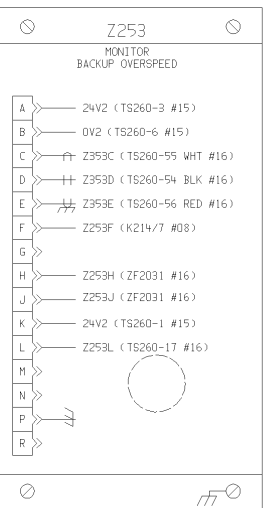 Z253
MONITOR
BACKUP OVERSPEED
A 24V2 (TS260-3 #15)
B 0V2 (TS260-6 #15)
C Z353C (TS260-55 WHT #16)
D Z353D (TS260-54 BLK #16)
E Z353E (TS260-56 RED #16)
F Z253F (K214/7 #08)
G
H Z253H (ZF2031 #16)
J Z253J (ZF2031 #16)
K 24V2 (TS260-1 #15)
L Z253L (TS260-17 #16)
M
N
P
R